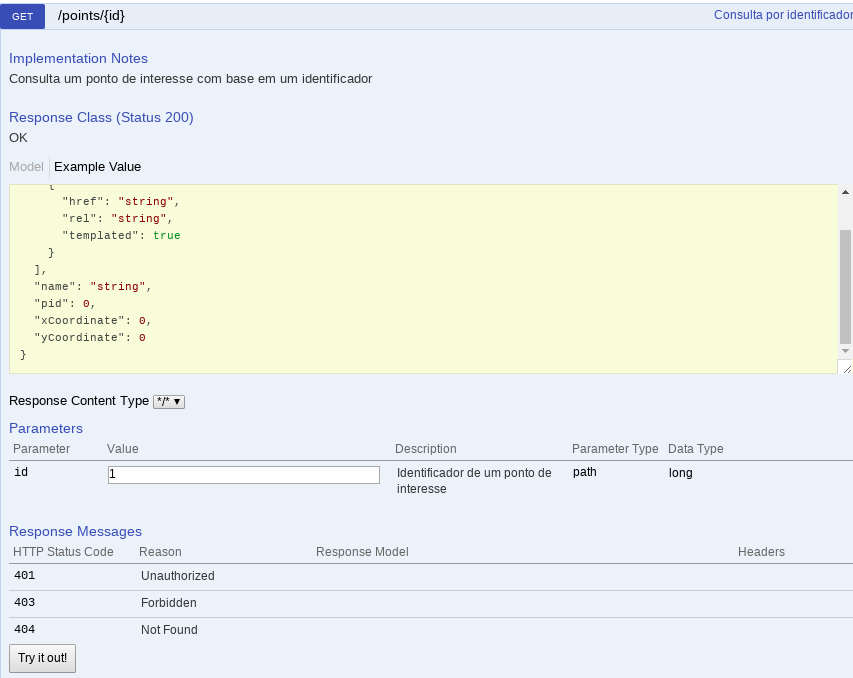 GET /points/{id} Consulta por identificador
Implementation Notes
Consulta um ponto de interesse com base em um identificador
Response Class (Status 200)
OK
Model Example Value
{
"href": "string",
"rel": "string",
"templated": true
}
],
"name": "string",
"pid": 0,
"xCoordinate": 0,
"yCoordinate": 0
}
Response Content Type */* ▼
Parameters
Parameter Value Description Parameter Type Data Type
id 1 Identificador de um ponto de path long
interesse
Response Messages
HTTP Status Code Reason Response Model Headers
401 Unauthorized
403 Forbidden
404 Not Found
Try it out!